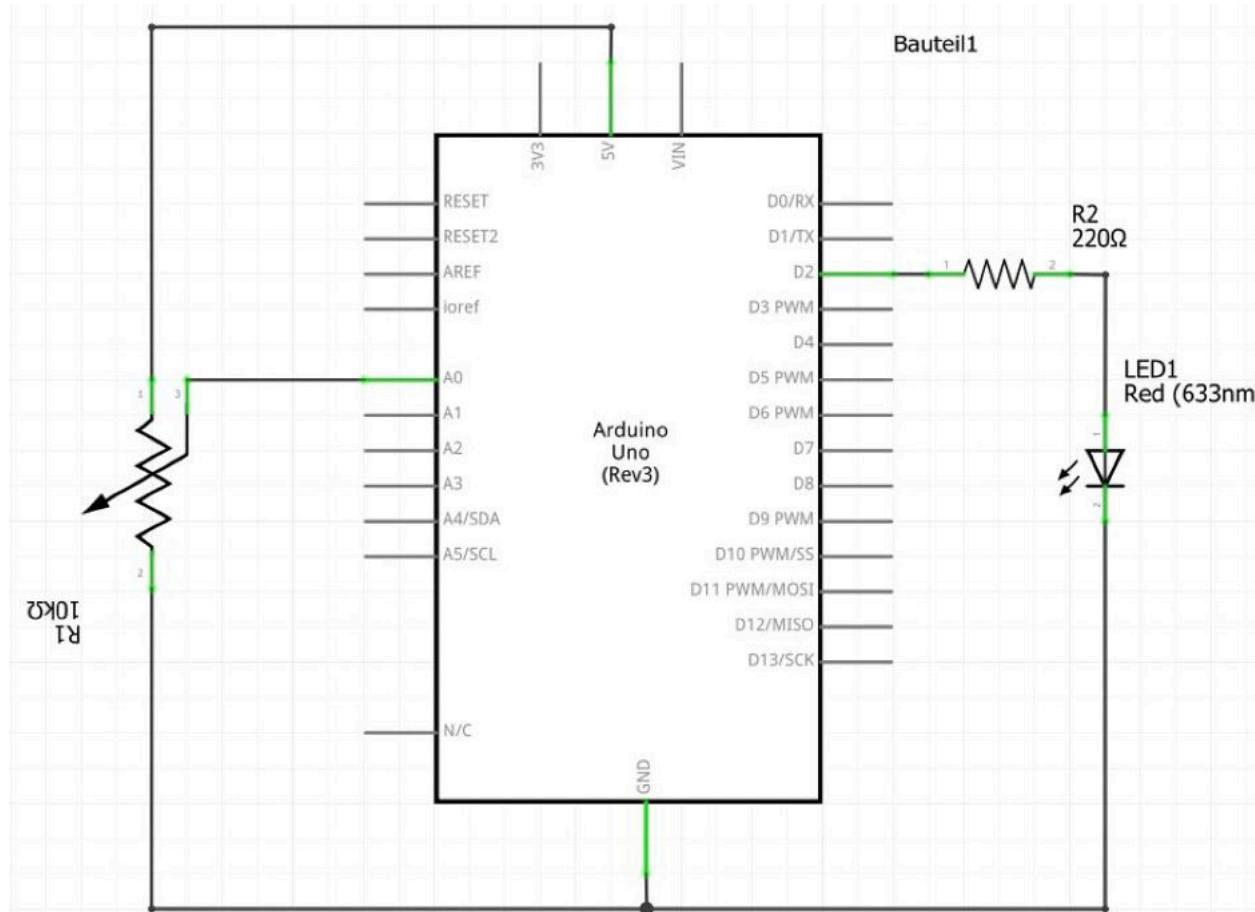 Bauteil1
3V3
5V
VIN
RESET
RESET2
AREF
ioref
A0
A1
A2
A3
A4/SDA
A5/SCL
N/C
D0/RX
D1/TX
D2
D3 PWM
D4
D5 PWM
D6 PWM
D7
D8
D9 PWM
D10 PWM/SS
D11 PWM/MOSI
D12/MISO
D13/SCK
GND
Arduino
Uno
(Rev3)
1
3
2
R1
10kΩ
1
2
R2
220Ω
LED1
Red (633nm
1
2